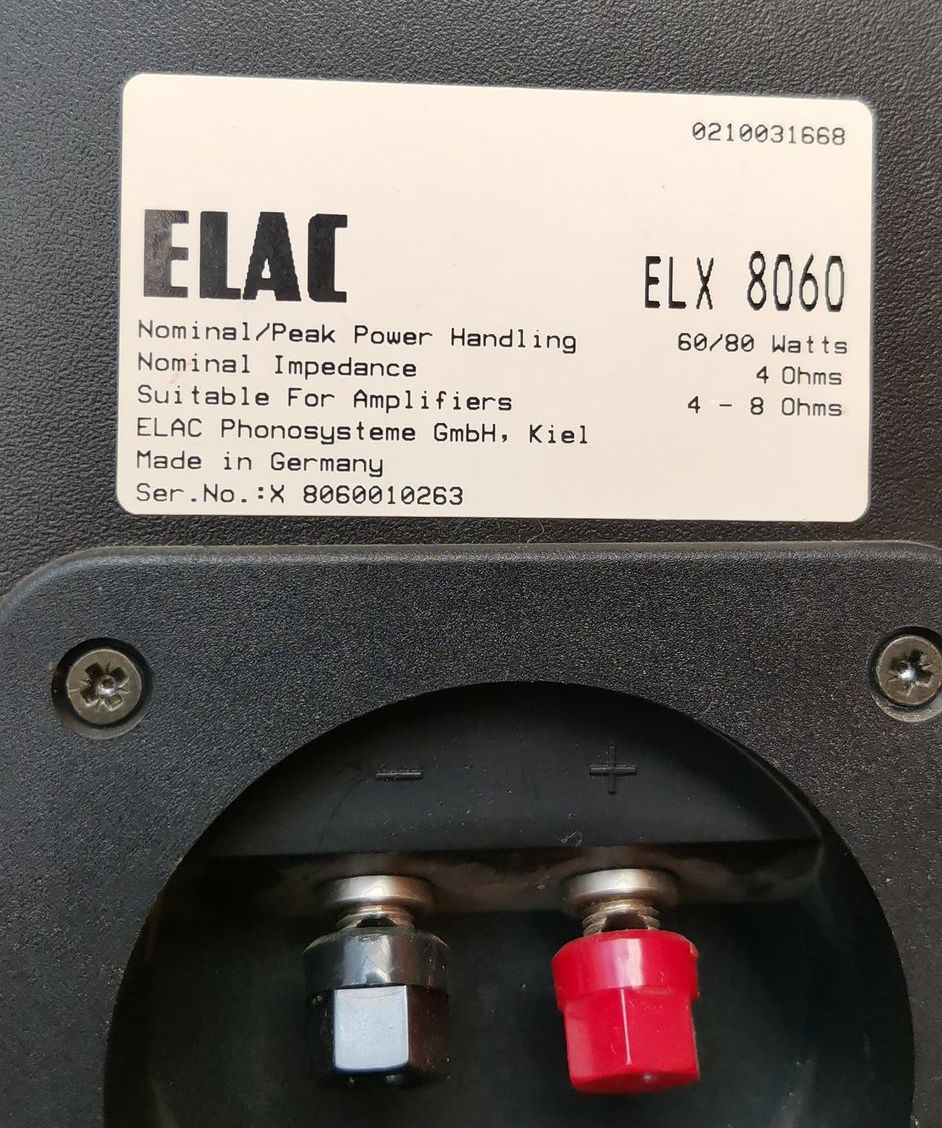 0210031668
ELAC
ELX 8060
Nominal/Peak Power Handling 60/80 Watts
Nominal Impedance 4 Ohms
Suitable For Amplifiers 4 - 8 Ohms
ELAC Phonosysteme GmbH, Kiel
Made in Germany
Ser.No.:X 8060010263
- +